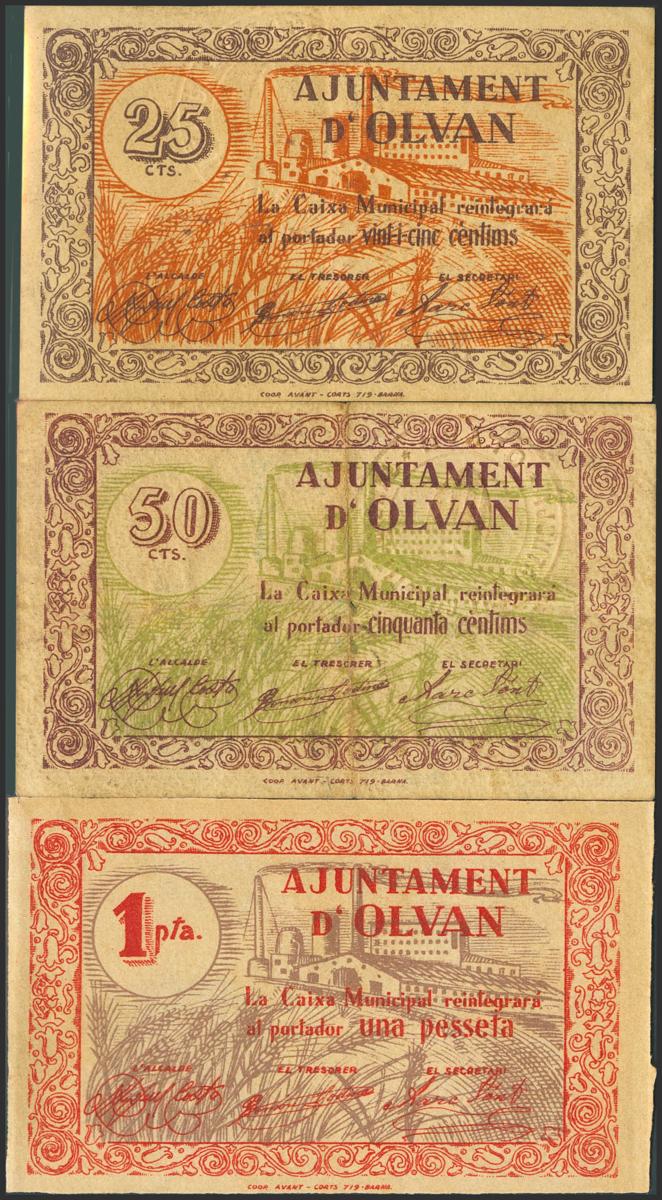 25
CTS.
AJUNTAMENT
D'OLVAN
La Caixa Municipal reintegrará
al portador vint-i-cinc cèntims
L'ALCALDE EL TRESORER EL SECRETARI
COOP. AVANT - CORTS 719 - BARNA.
50
CTS.
AJUNTAMENT
D'OLVAN
La Caixa Municipal reintegrará
al portador cinquanta cèntims
L'ALCALDE EL TRESORER EL SECRETARI
COOP. AVANT - CORTS 719 - BARNA.
1 pta.
AJUNTAMENT
D'OLVAN
La Caixa Municipal reintegrará
al portador una pesseta
L'ALCALDE EL TRESORER EL SECRETARI
COOP. AVANT - CORTS 719 - BARNA.